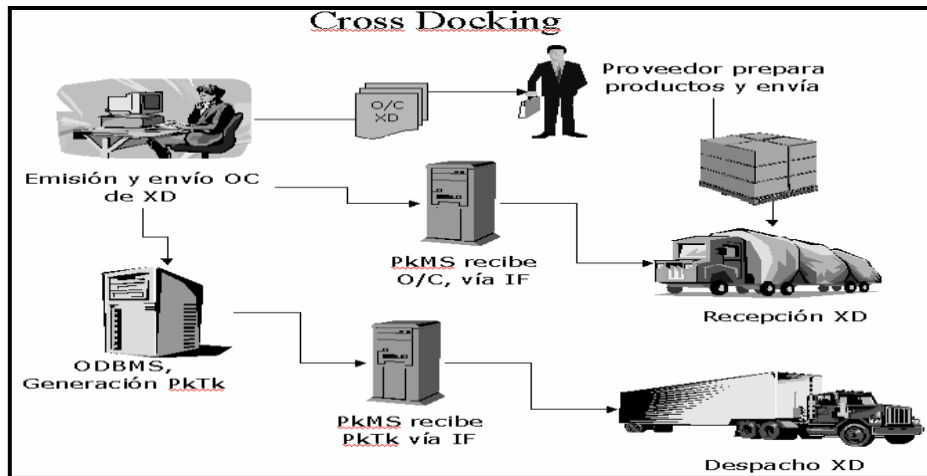 Cross Docking
Proveedor prepara
productos y envía
O/C
XD
Emisión y envío OC
de XD
PkMS recibe
O/C, vía IF
Recepción XD
ODBMS,
Generación PkTk
PkMS recibe
PkTk vía IF
Despacho XD